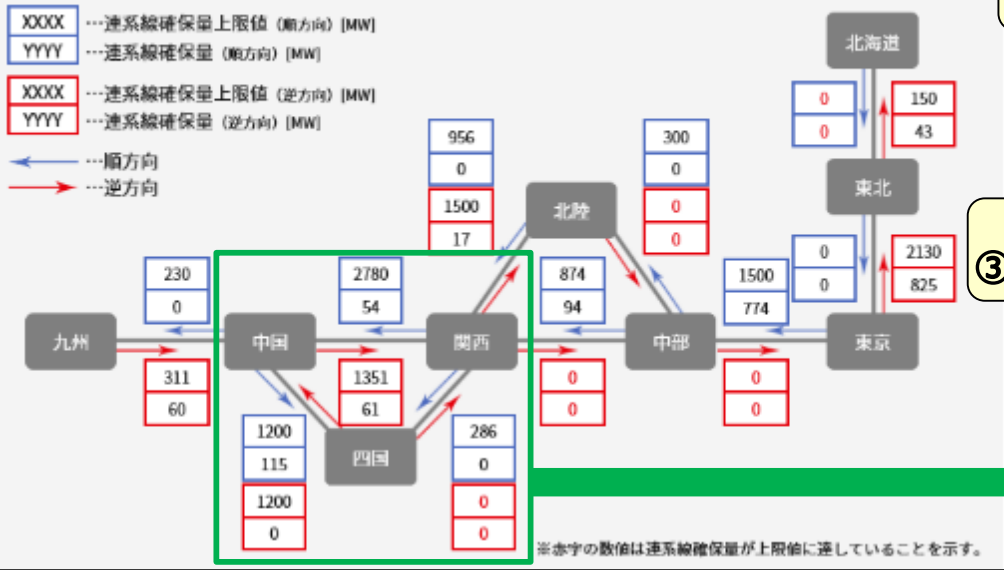 XXXX …連系線確保量上限値（順方向）[MW]
YYYY …連系線確保量（順方向）[MW]
XXXX …連系線確保量上限値（逆方向）[MW]
YYYY …連系線確保量（逆方向）[MW]
…順方向
…逆方向
北海道
0
0
150
43
東北
0
0
2130
825
③
956
0
1500
17
北陸
300
0
0
0
230
0
2780
54
874
94
1500
774
九州
中国
関西
中部
東京
311
60
1351
61
0
0
0
0
1200
115
1200
0
四国
286
0
0
0
※赤字の数値は連系線確保量が上限値に達していることを示す。